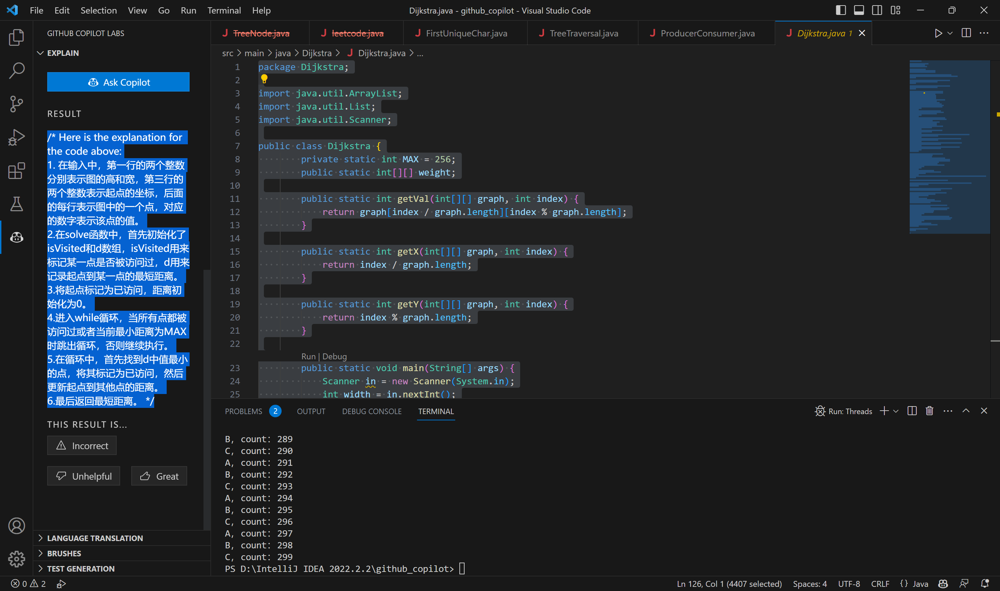 File Edit Selection View Go Run Terminal Help
Dijkstra.java - github_copilot - Visual Studio Code
GITHUB COPILOT LABS
EXPLAIN
Ask Copilot
RESULT
/* Here is the explanation for
the code above:
1. 在输入中，第一行的两个整数
分别表示图的高和宽，第三行的
两个整数表示起点的坐标，后面
的每行表示图中的一个点，对应
的数字表示该点的值。
2.在solve函数中，首先初始化了
isVisited和d数组，isVisited用来
标记某一点是否被访问过，d用来
记录起点到某一点的最短距离。
3.将起点标记为已访问，距离初
始化为0。
4.进入while循环，当所有点都被
访问过或者当前最小距离为MAX
时跳出循环，否则继续执行。
5.在循环中，首先找到d中值最小
的点，将其标记为已访问，然后
更新起点到其他点的距离。
6.最后返回最短距离。 */
THIS RESULT IS...
Incorrect
Unhelpful Great
LANGUAGE TRANSLATION
BRUSHES
TEST GENERATION
TreeNode.java leetcode.java FirstUniqueChar.java TreeTraversal.java ProducerConsumer.java Dijkstra.java 1
src > main > java > Dijkstra > Dijkstra.java > ...
1 package Dijkstra;
2
3 import java.util.ArrayList;
4 import java.util.List;
5 import java.util.Scanner;
6
7 public class Dijkstra {
8 private static int MAX = 256;
9 public static int[][] weight;
10
11 public static int getVal(int[][] graph, int index) {
12 return graph[index / graph.length][index % graph.length];
13 }
14
15 public static int getX(int[][] graph, int index) {
16 return index / graph.length;
17 }
18
19 public static int getY(int[][] graph, int index) {
20 return index % graph.length;
21 }
22
Run | Debug
23 public static void main(String[] args) {
24 Scanner in = new Scanner(System.in);
25 int width = in.nextInt();
PROBLEMS 2 OUTPUT DEBUG CONSOLE TERMINAL
Run: Threads
B, count: 289
C, count: 290
A, count: 291
B, count: 292
C, count: 293
A, count: 294
B, count: 295
C, count: 296
A, count: 297
B, count: 298
C, count: 299
PS D:\IntelliJ IDEA 2022.2.2\github_copilot>
0 2
Ln 126, Col 1 (4407 selected) Spaces: 4 UTF-8 CRLF {} Java